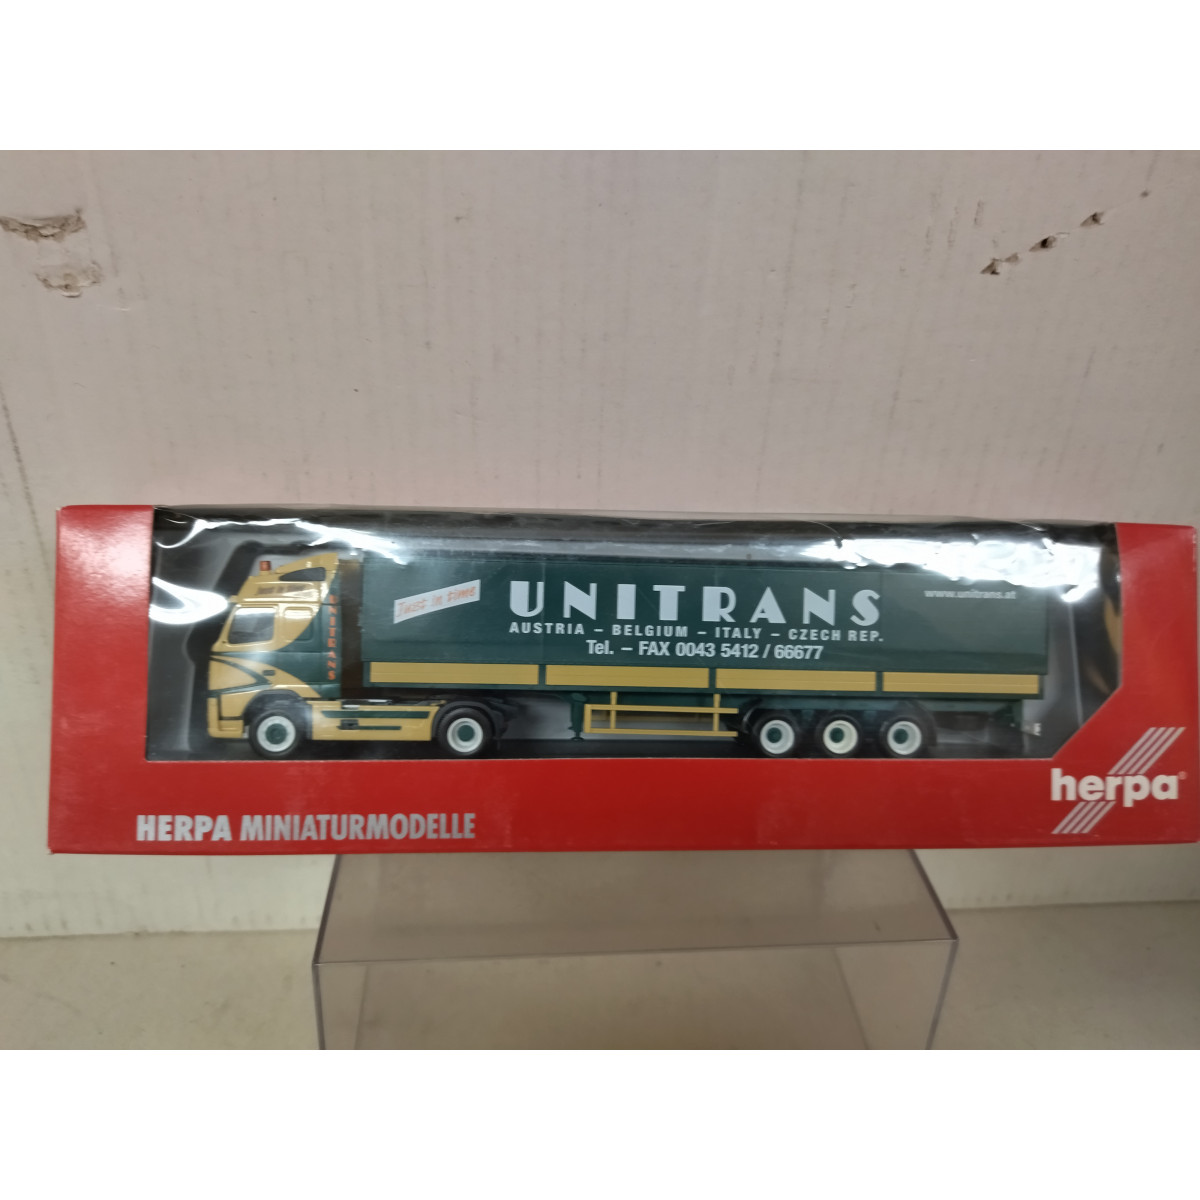 Just in time
UNITRANS
www.unitrans.at
AUSTRIA – BELGIUM – ITALY – CZECH REP.
Tel. – FAX 0043 5412 / 66677
UNITRANS
herpa®
HERPA MINIATURMODELLE